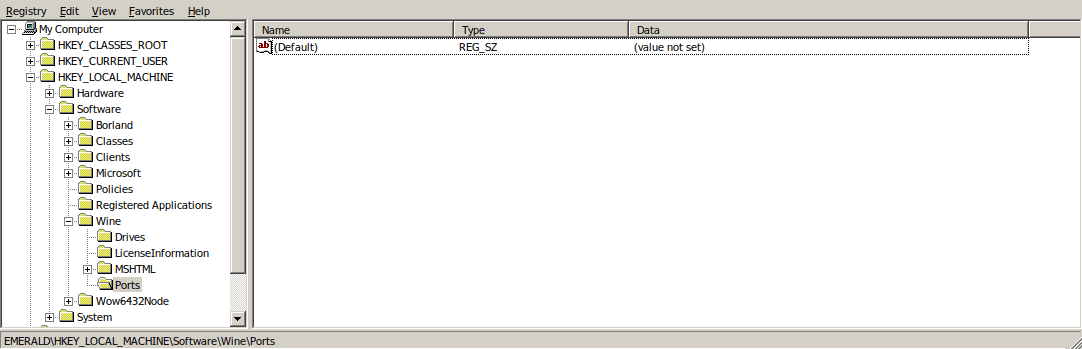 Registry Edit View Favorites Help
My Computer
HKEY_CLASSES_ROOT
HKEY_CURRENT_USER
HKEY_LOCAL_MACHINE
Hardware
Software
Borland
Classes
Clients
Microsoft
Policies
Registered Applications
Wine
Drives
LicenseInformation
MSHTML
Ports
Wow6432Node
System
Name Type Data
ab (Default) REG_SZ (value not set)
EMERALD\HKEY_LOCAL_MACHINE\Software\Wine\Ports